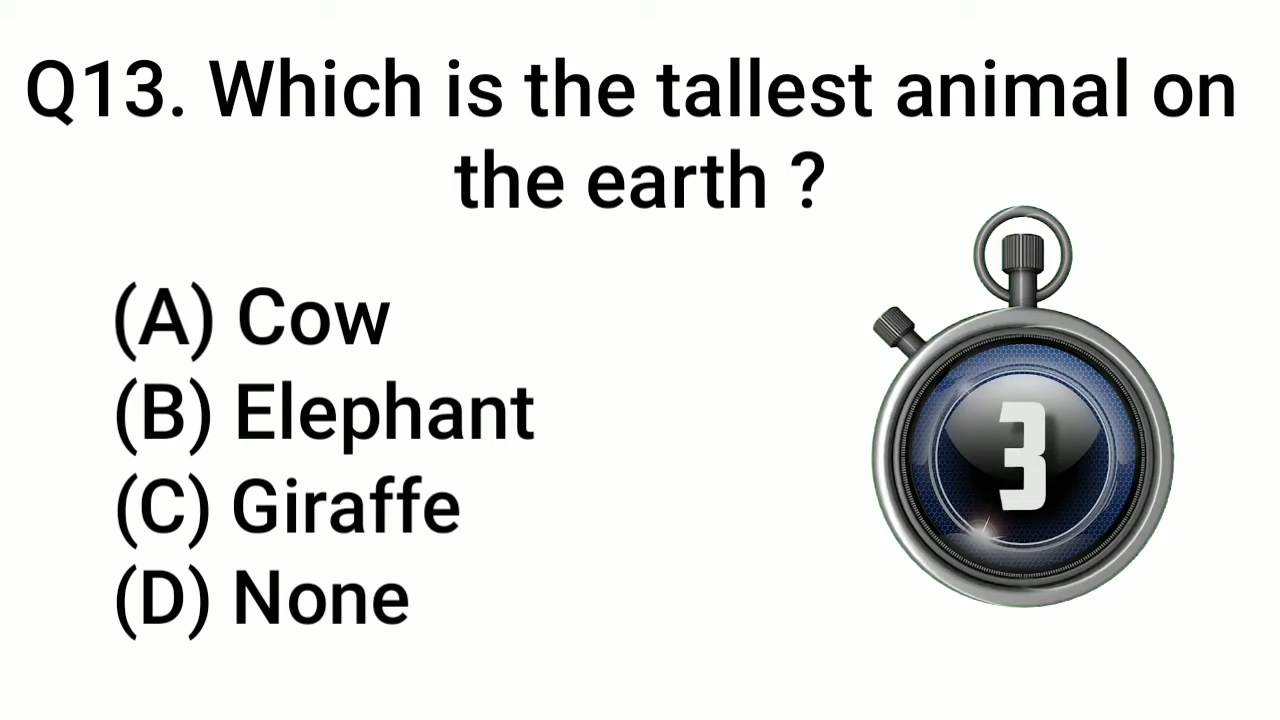 Q13. Which is the tallest animal on
the earth ?
(A) Cow
(B) Elephant
(C) Giraffe
(D) None
3